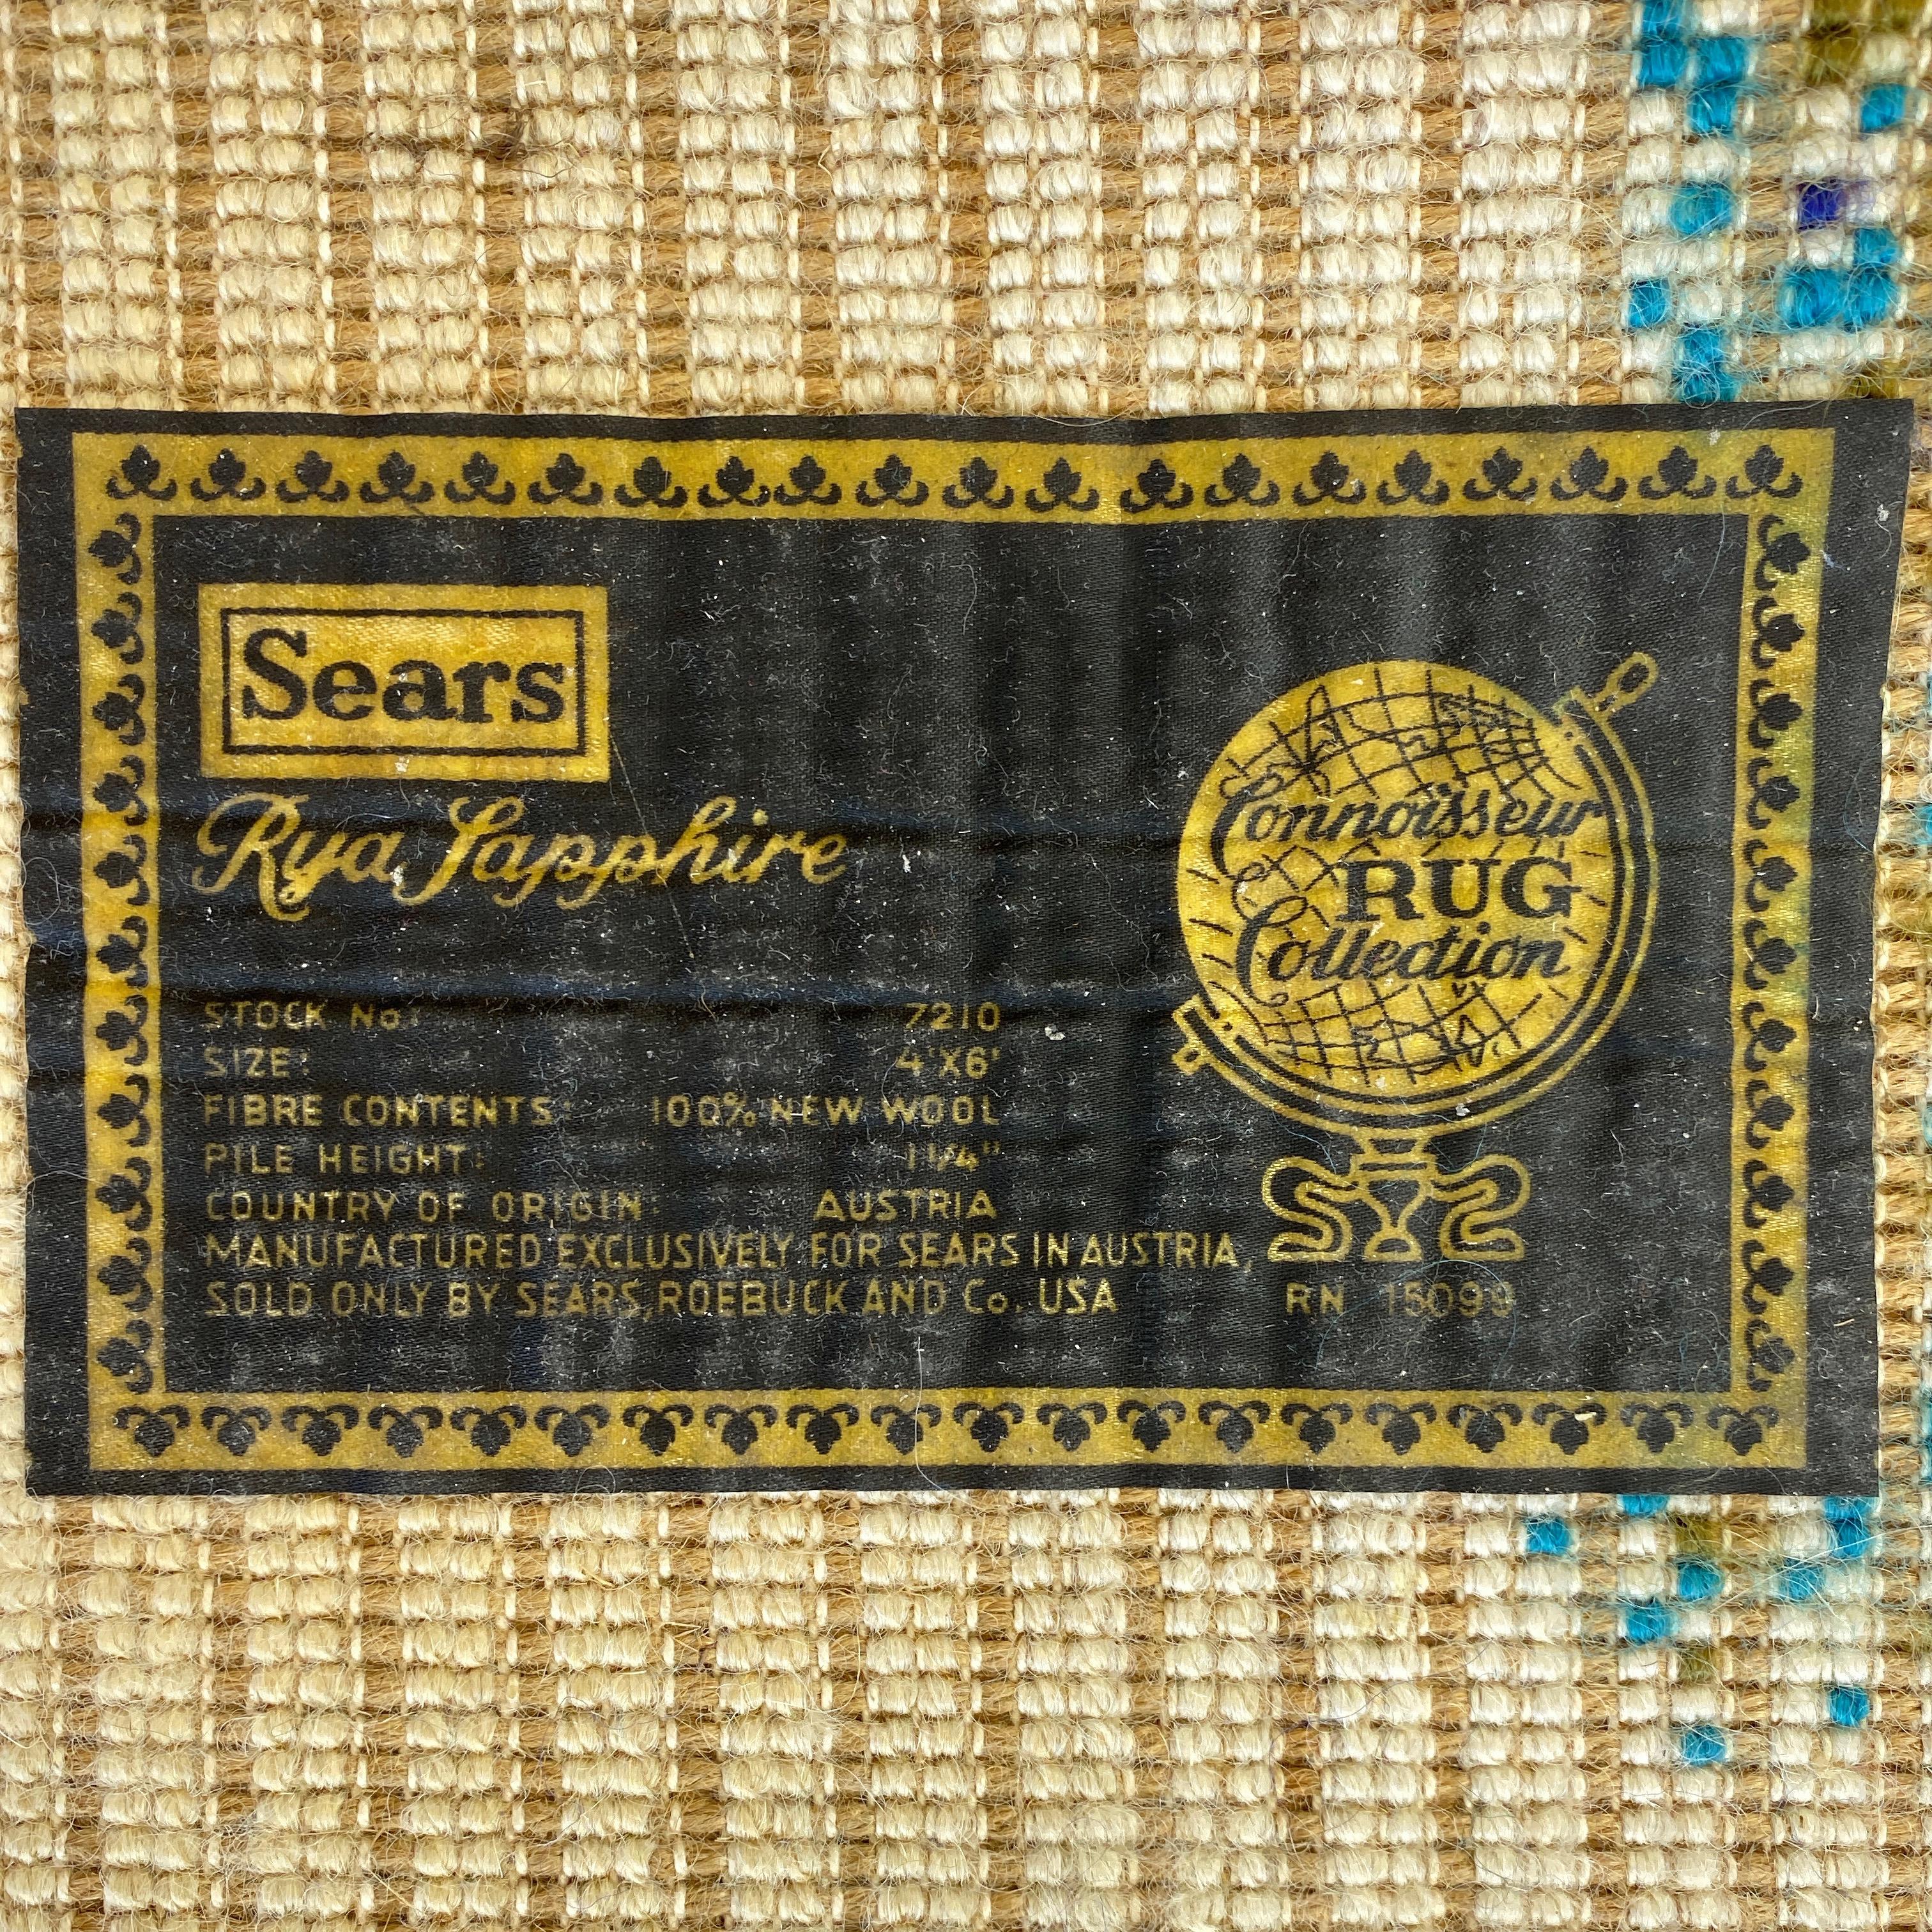 Sears
Rya Sapphire
Connoisseur
RUG
Collection
STOCK No: 7210
SIZE: 4'X6'
FIBRE CONTENTS: 100% NEW WOOL
PILE HEIGHT: 1 1/4"
COUNTRY OF ORIGIN: AUSTRIA
MANUFACTURED EXCLUSIVELY FOR SEARS IN AUSTRIA,
SOLD ONLY BY SEARS, ROEBUCK AND Co. USA
RN 15099